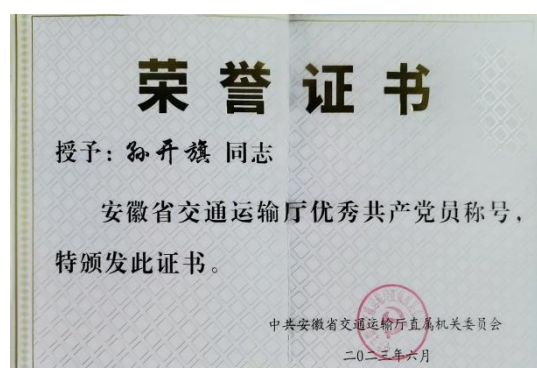 荣誉证书
授予：孙开旗 同志
安徽省交通运输厅优秀共产党员称号，
特颁发此证书。
中共安徽省交通运输厅直属机关委员会
二〇二三年六月